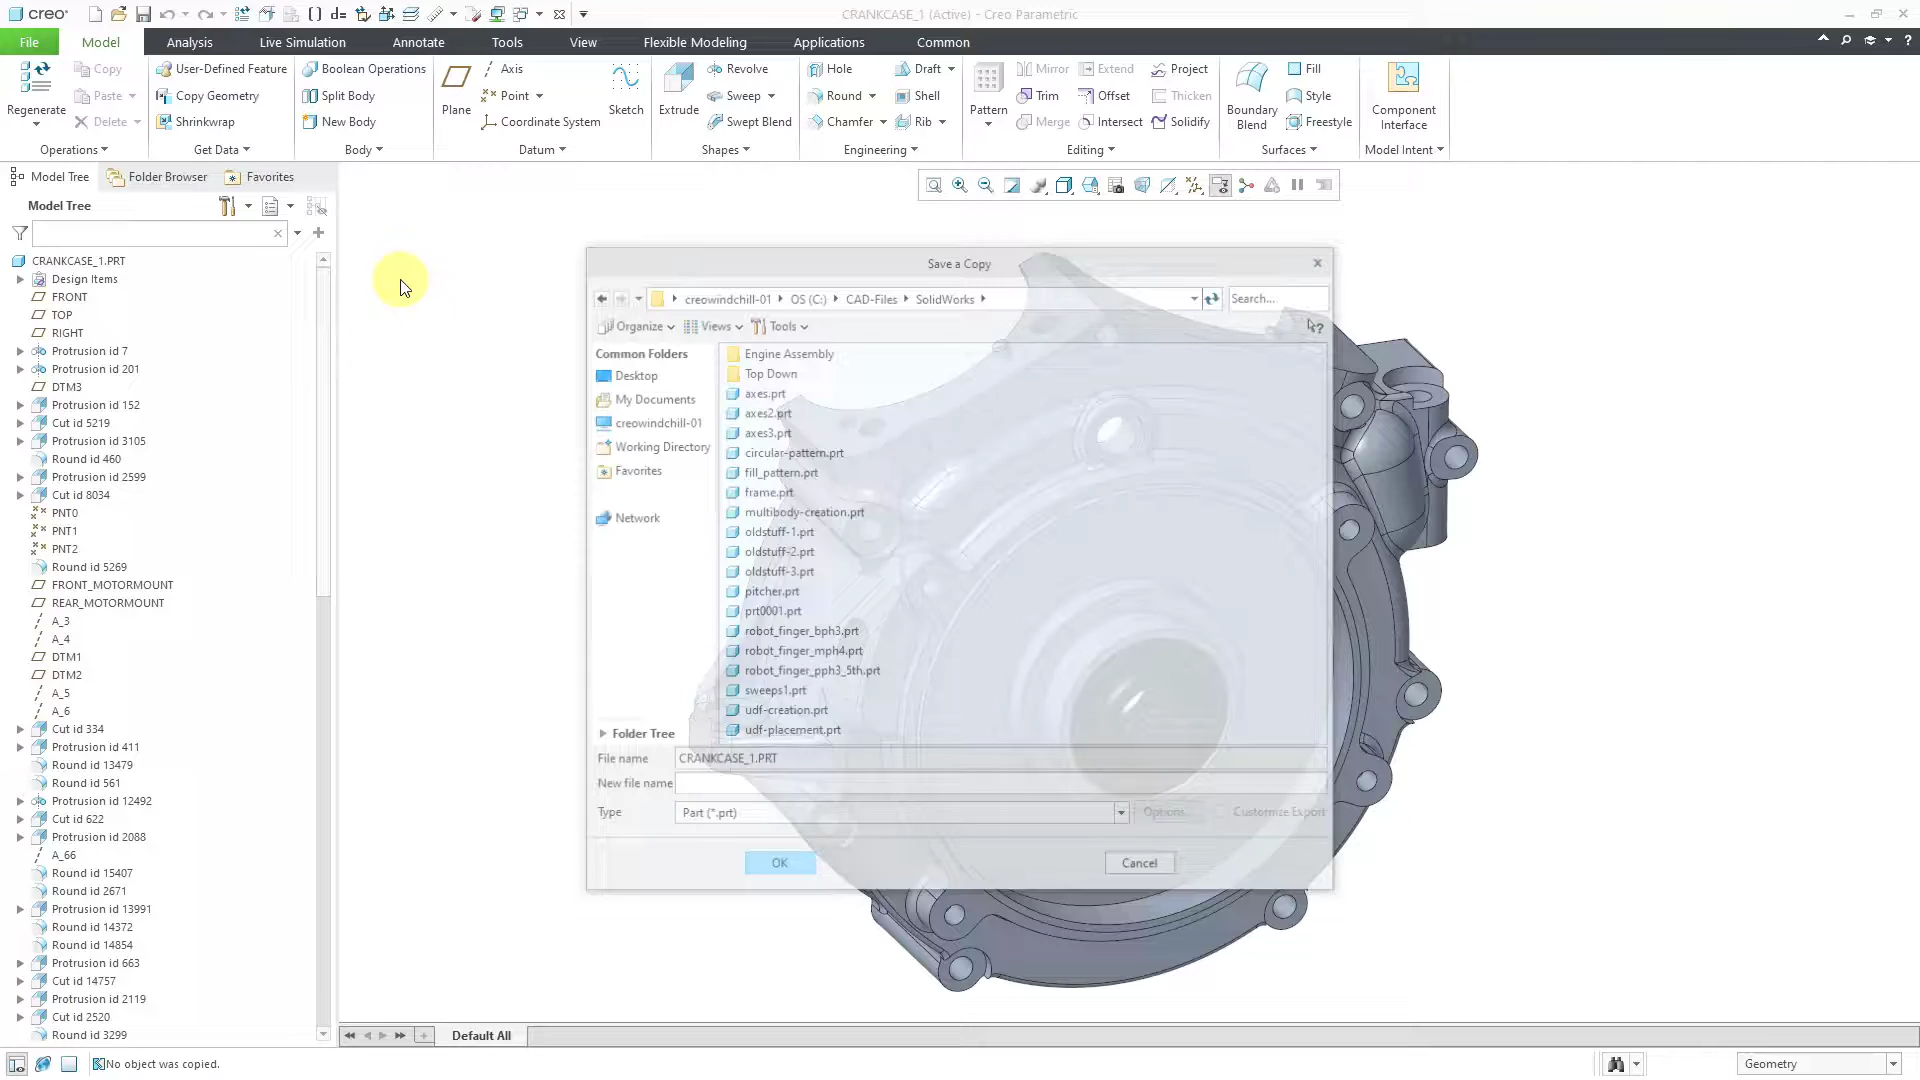 creo
CRANKCASE_1 (Active) - Creo Parametric
File Model Analysis Live Simulation Annotate Tools View Flexible Modeling Applications Common
Regenerate Copy Paste Delete
Operations
User-Defined Feature
Copy Geometry
Shrinkwrap
Get Data
Boolean Operations
Split Body
New Body
Body
Plane Axis
Point
Coordinate System
Sketch
Datum
Extrude Revolve
Sweep
Swept Blend
Shapes
Hole Draft
Round Shell
Chamfer Rib
Engineering
Pattern Mirror Extend Project
Trim Offset Thicken
Merge Intersect Solidify
Editing
Boundary
Blend
Fill
Style
Freestyle
Surfaces
Component
Interface
Model Intent
Model Tree Folder Browser Favorites
Model Tree
CRANKCASE_1.PRT
Design Items
FRONT
TOP
RIGHT
Protrusion id 7
Protrusion id 201
DTM3
Protrusion id 152
Cut id 5219
Protrusion id 3105
Round id 460
Protrusion id 2599
Cut id 8034
PNT0
PNT1
PNT2
Round id 5269
FRONT_MOTORMOUNT
REAR_MOTORMOUNT
A_3
A_4
DTM1
DTM2
A_5
A_6
Cut id 334
Protrusion id 411
Round id 13479
Round id 561
Protrusion id 12492
Cut id 622
Protrusion id 2088
A_66
Round id 15407
Round id 2671
Protrusion id 13991
Round id 14372
Round id 14854
Protrusion id 663
Cut id 14757
Protrusion id 2119
Cut id 2520
Round id 3299
Save a Copy
creowindchill-01 OS (C:) CAD-Files SolidWorks
Search...
Organize Views Tools
Common Folders
Desktop
My Documents
creowindchill-01
Working Directory
Favorites
Network
Folder Tree
Engine Assembly
Top Down
axes.prt
axes2.prt
axes3.prt
circular-pattern.prt
fill_pattern.prt
frame.prt
multibody-creation.prt
oldstuff-1.prt
oldstuff-2.prt
oldstuff-3.prt
pitcher.prt
prt0001.prt
robot_finger_bph3.prt
robot_finger_mph4.prt
robot_finger_pph3_5th.prt
sweeps1.prt
udf-creation.prt
udf-placement.prt
File name CRANKCASE_1.PRT
New file name
Type Part (*.prt) Options... Customize Export
OK Cancel
Default All
No object was copied.
Geometry